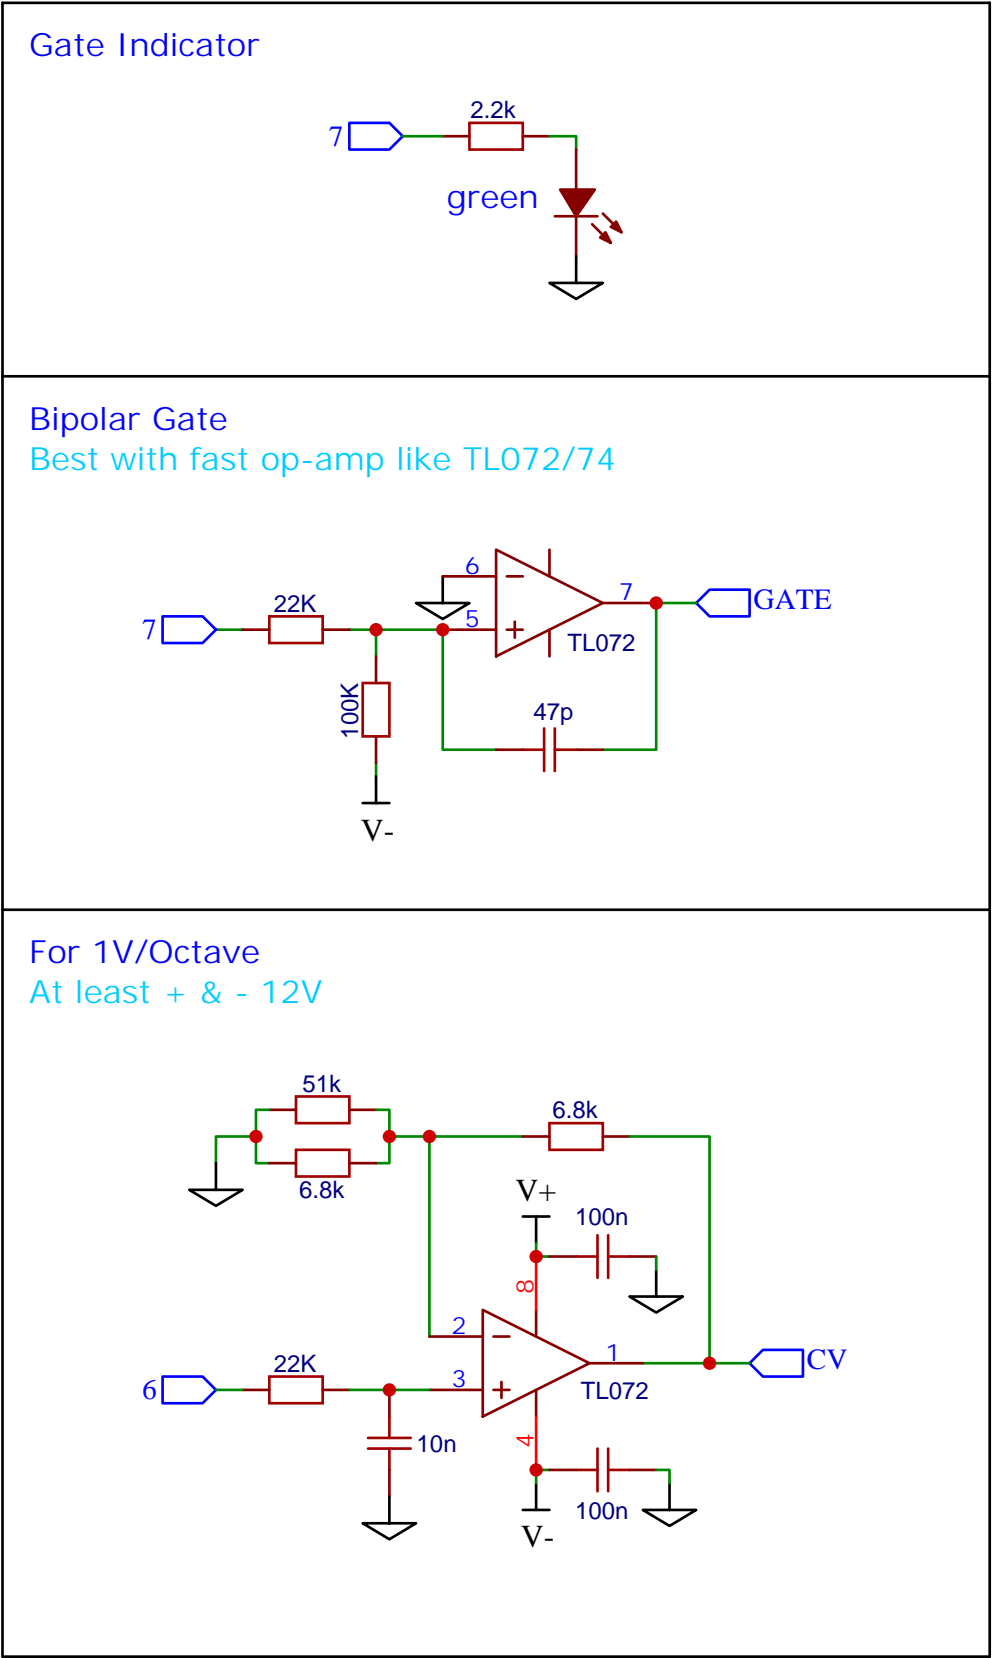 Gate Indicator
2.2k
7
green
Bipolar Gate
Best with fast op-amp like TL072/74
6
7
GATE
22K
5
7
TL072
100K
47p
V-
For 1V/Octave
At least + & - 12V
51k
6.8k
6.8k
V+
100n
8
2
1
CV
22K
3
TL072
6
4
10n
100n
V-